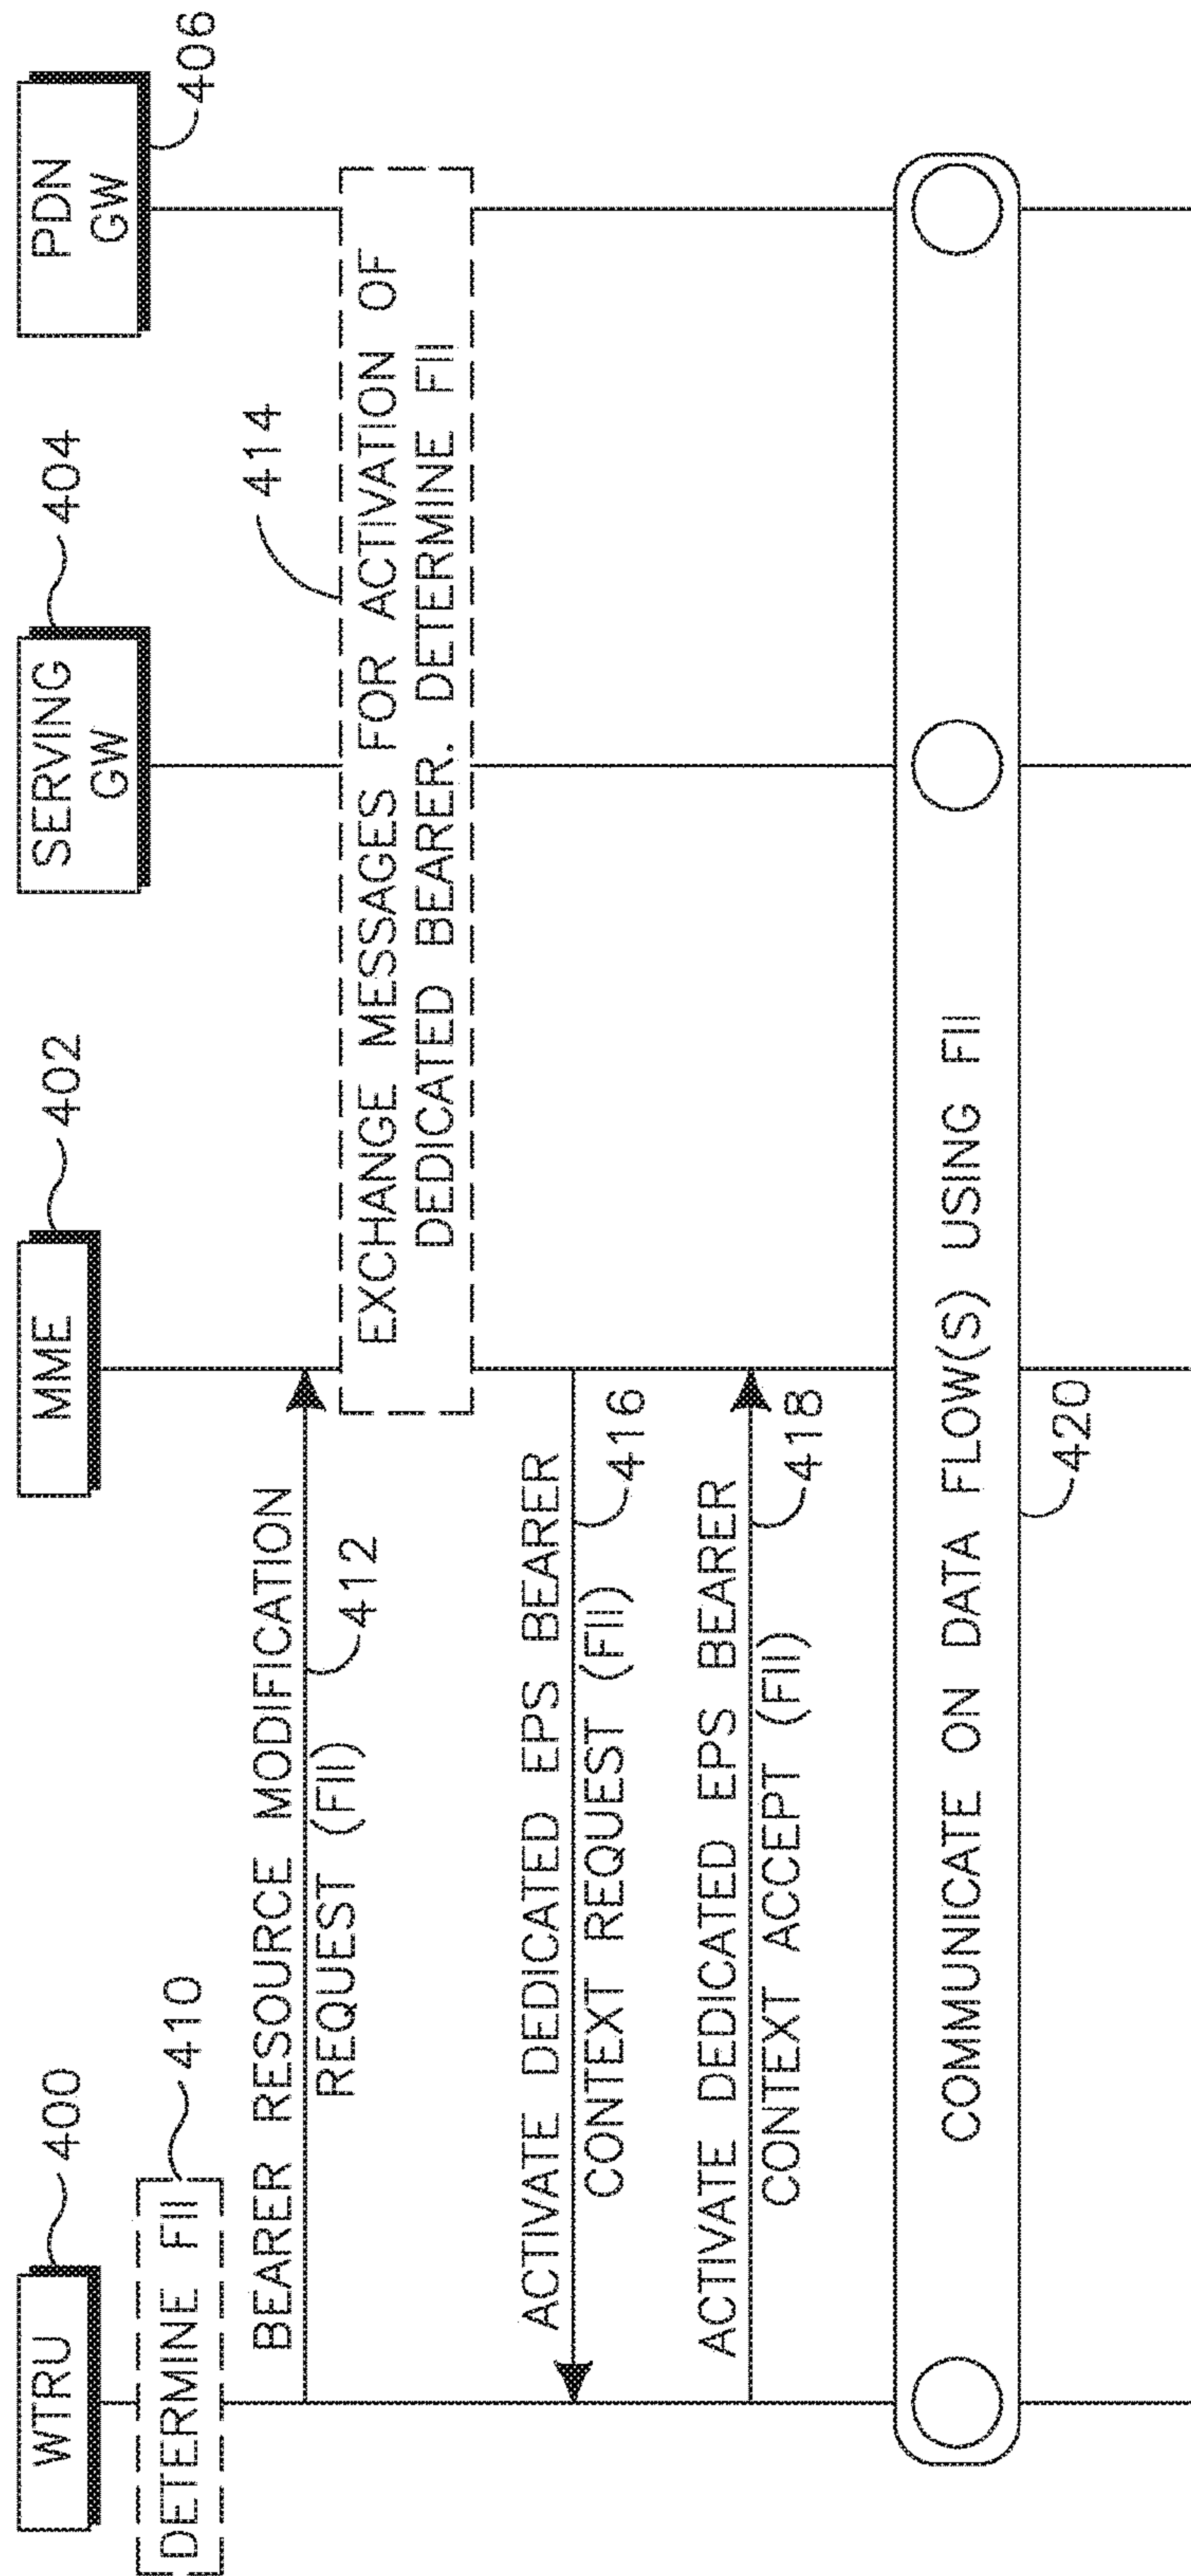 WTRU
400
MME
402
SERVING
GW
404
PDN
GW
406
DETERMINE FII
410
BEARER RESOURCE MODIFICATION
REQUEST (FII)
412
414
EXCHANGE MESSAGES FOR ACTIVATION OF
DEDICATED BEARER. DETERMINE FII
ACTIVATE DEDICATED EPS BEARER
CONTEXT REQUEST (FII)
416
ACTIVATE DEDICATED EPS BEARER
CONTEXT ACCEPT (FII)
418
COMMUNICATE ON DATA FLOW(S) USING FII
420